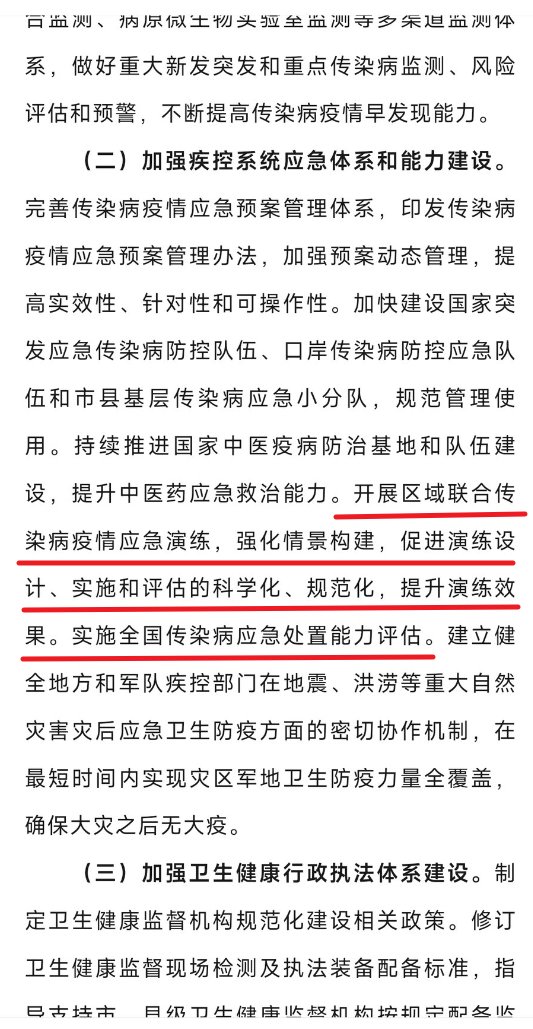 合监测、病原微生物实验室监测等多渠道监测体
系，做好重大新发突发和重点传染病监测、风险
评估和预警，不断提高传染病疫情早发现能力。
（二）加强疾控系统应急体系和能力建设。
完善传染病疫情应急预案管理体系，印发传染病
疫情应急预案管理办法，加强预案动态管理，提
高实效性、针对性和可操作性。加快建设国家突
发应急传染病防控队伍、口岸传染病防控应急队
伍和市县基层传染病应急小分队，规范管理使
用。持续推进国家中医疫病防治基地和队伍建
设，提升中医药应急救治能力。开展区域联合传
染病疫情应急演练，强化情景构建，促进演练设
计、实施和评估的科学化、规范化，提升演练效
果。实施全国传染病应急处置能力评估。建立健
全地方和军队疾控部门在地震、洪涝等重大自然
灾害灾后应急卫生防疫方面的密切协作机制，在
最短时间内实现灾区军地卫生防疫力量全覆盖，
确保大灾之后无大疫。
（三）加强卫生健康行政执法体系建设。制
定卫生健康监督机构规范化建设相关政策。修订
卫生健康监督现场检测及执法装备配备标准，指
导支持市、县级卫生健康监督机构按规定配备监